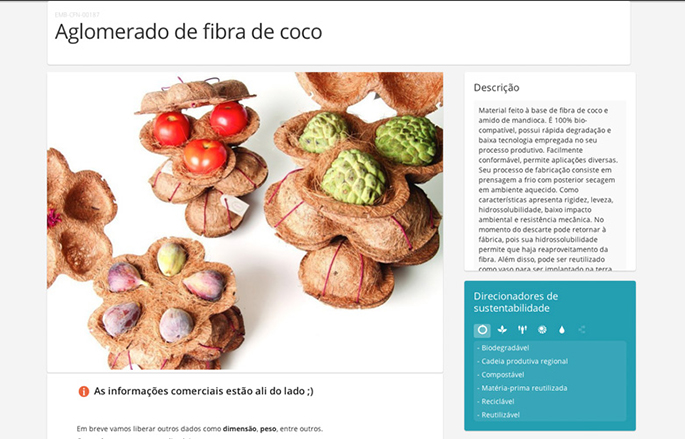 EMB-CFN-00197
Aglomerado de fibra de coco
Descrição
Material feito à base de fibra de coco e
amido de mandioca. É 100% bio-
compatível, possui rápida degradação e
baixa tecnologia empregada no seu
processo produtivo. Facilmente
conformável, permite aplicações diversas.
Seu processo de fabricação consiste em
prensagem a frio com posterior secagem
em ambiente aquecido. Como
características apresenta rigidez, leveza,
hidrossolubilidade, baixo impacto
ambiental e resistência mecânica. No
momento do descarte pode retornar à
fábrica, pois sua hidrossolubilidade
permite que haja reaproveitamento da
fibra. Além disso, pode ser reutilizado
como vaso para ser implantado na terra
Direcionadores de
sustentabilidade
- Biodegradável
- Cadeia produtiva regional
- Compostável
- Matéria-prima reutilizada
- Reciclável
- Reutilizável
As informações comerciais estão ali do lado ;)
Em breve vamos liberar outros dados como dimensão, peso, entre outros.